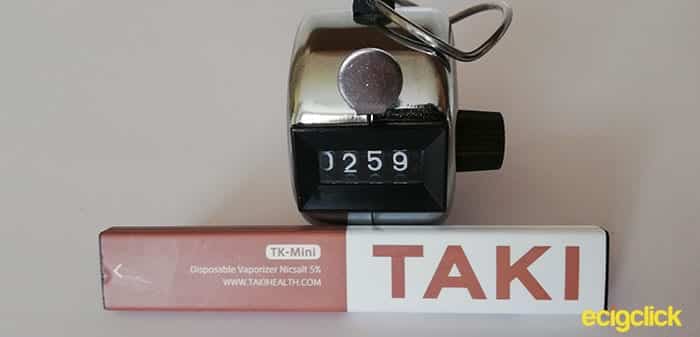 0259
TK-Mini
Disposable Vaporizer Nicsalt 5%
WWW.TAKIHEALTH.COM
TAKI
ecigclick